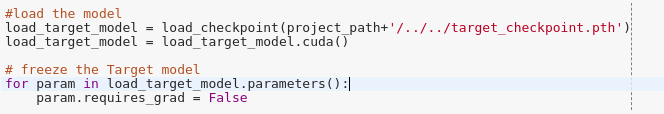 #load the model
load_target_model = load_checkpoint(project_path+'/../../target_checkpoint.pth')
load_target_model = load_target_model.cuda()
# freeze the Target model
for param in load_target_model.parameters():
    param.requires_grad = False